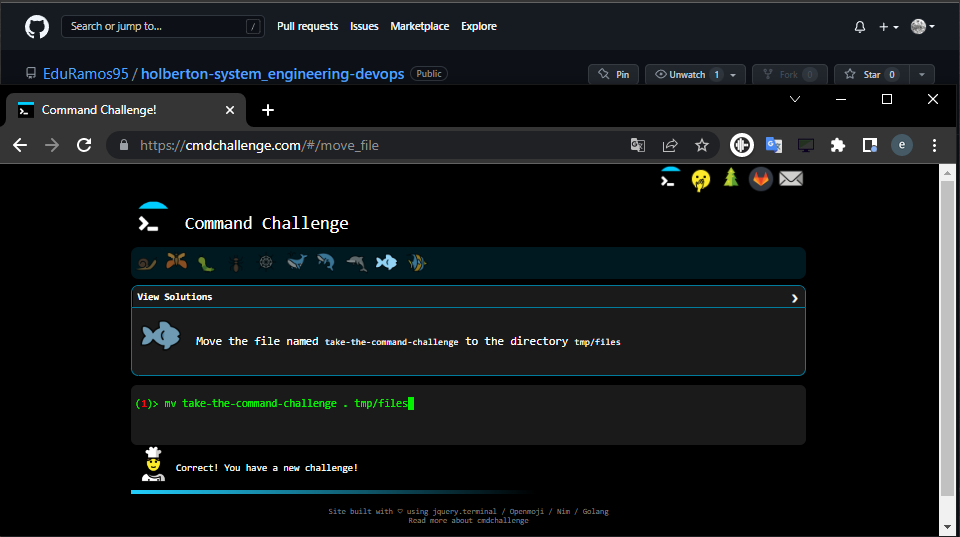 Search or jump to... / Pull requests Issues Marketplace Explore
EduRamos95 / holberton-system_engineering-devops Public Pin Unwatch 1 Fork 0 Star 0
Command Challenge!
https://cmdchallenge.com/#/move_file e
Command Challenge
View Solutions
Move the file named take-the-command-challenge to the directory tmp/files
(1)> mv take-the-command-challenge . tmp/files
Correct! You have a new challenge!
Site built with ♡ using jquery.terminal / Openmoji / Nim / Golang
Read more about cmdchallenge